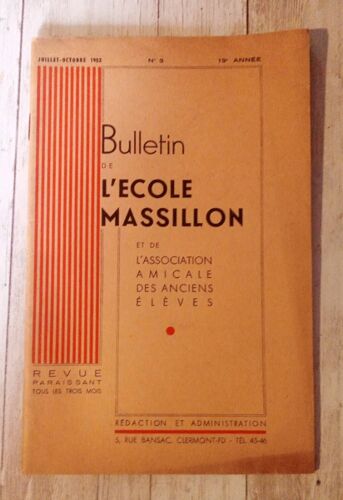 JUILLET-OCTOBRE 1953 N° 3 15e ANNÉE
Bulletin
DE
L'ECOLE
MASSILLON
ET DE
L'ASSOCIATION
AMICALE
DES ANCIENS
ÉLÈVES
REVUE
PARAISSANT
TOUS LES TROIS MOIS
RÉDACTION ET ADMINISTRATION
5, RUE BANSAC, CLERMONT-FD - TÉL. 45-46